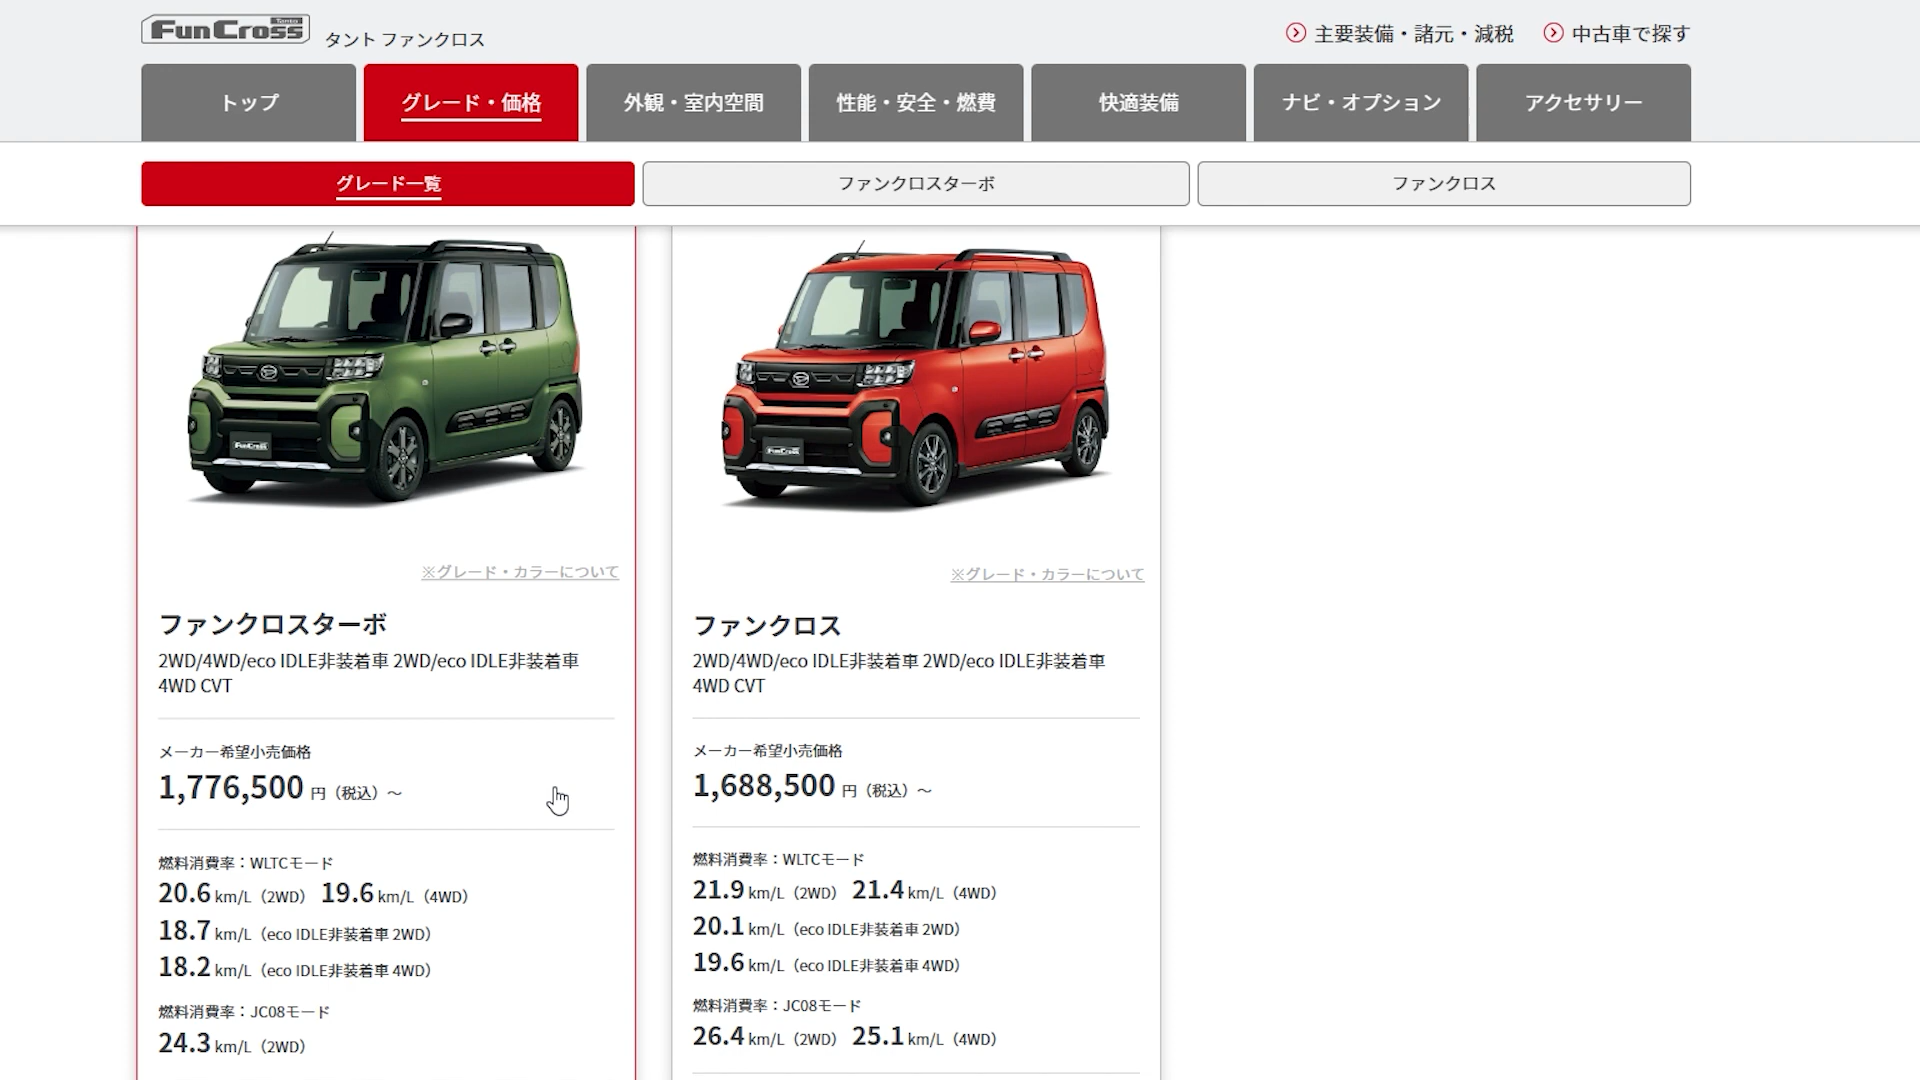 FunCross Tanto
タント ファンクロス
主要装備・諸元・減税
中古車で探す
トップ
グレード・価格
外観・室内空間
性能・安全・燃費
快適装備
ナビ・オプション
アクセサリー
グレード一覧
ファンクロスターボ
ファンクロス
FunCross
FunCross
※グレード・カラーについて
ファンクロスターボ
2WD/4WD/eco IDLE非装着車 2WD/eco IDLE非装着車
4WD CVT
メーカー希望小売価格
1,776,500 円（税込）～
燃料消費率：WLTCモード
20.6 km/L（2WD） 19.6 km/L（4WD）
18.7 km/L（eco IDLE非装着車 2WD）
18.2 km/L（eco IDLE非装着車 4WD）
燃料消費率：JC08モード
24.3 km/L（2WD）
※グレード・カラーについて
ファンクロス
2WD/4WD/eco IDLE非装着車 2WD/eco IDLE非装着車
4WD CVT
メーカー希望小売価格
1,688,500 円（税込）～
燃料消費率：WLTCモード
21.9 km/L（2WD） 21.4 km/L（4WD）
20.1 km/L（eco IDLE非装着車 2WD）
19.6 km/L（eco IDLE非装着車 4WD）
燃料消費率：JC08モード
26.4 km/L（2WD） 25.1 km/L（4WD）